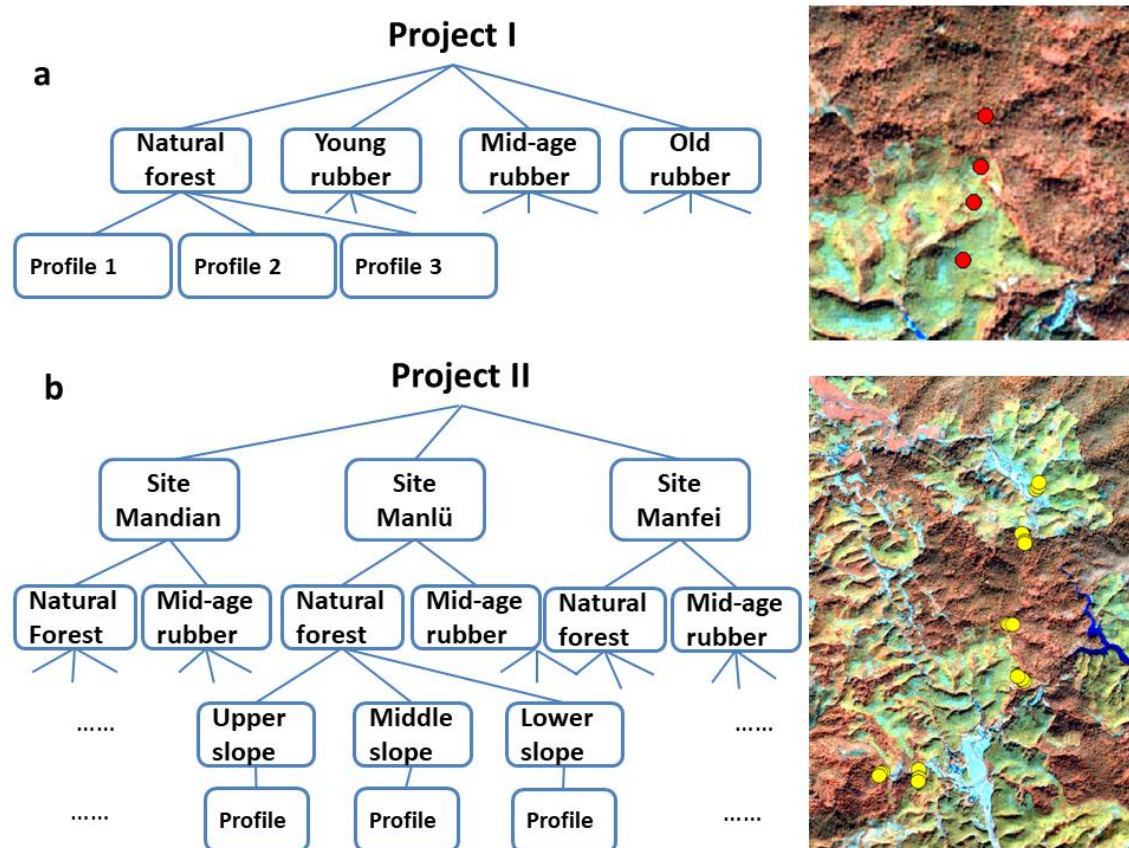 Project I
a
Natural
forest
Young
rubber
Mid-age
rubber
Old
rubber
Profile 1
Profile 2
Profile 3
b
Project II
Site
Mandian
Site
Manlü
Site
Manfei
Natural
Forest
Mid-age
rubber
Natural
forest
Mid-age
rubber
Natural
forest
Mid-age
rubber
......
Upper
slope
Middle
slope
Lower
slope
......
......
Profile
Profile
Profile
......